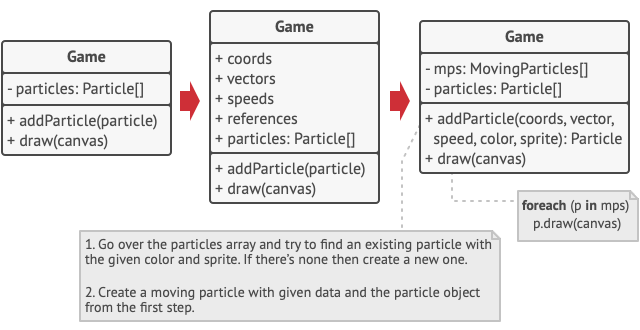 Game
- particles: Particle[]
+ addParticle(particle)
+ draw(canvas)
Game
+ coords
+ vectors
+ speeds
+ references
+ particles: Particle[]
+ addParticle(particle)
+ draw(canvas)
Game
- mps: MovingParticles[]
- particles: Particle[]
+ addParticle(coords, vector,
speed, color, sprite): Particle
+ draw(canvas)
foreach (p in mps)
p.draw(canvas)
1. Go over the particles array and try to find an existing particle with
the given color and sprite. If there's none then create a new one.
2. Create a moving particle with given data and the particle object
from the first step.